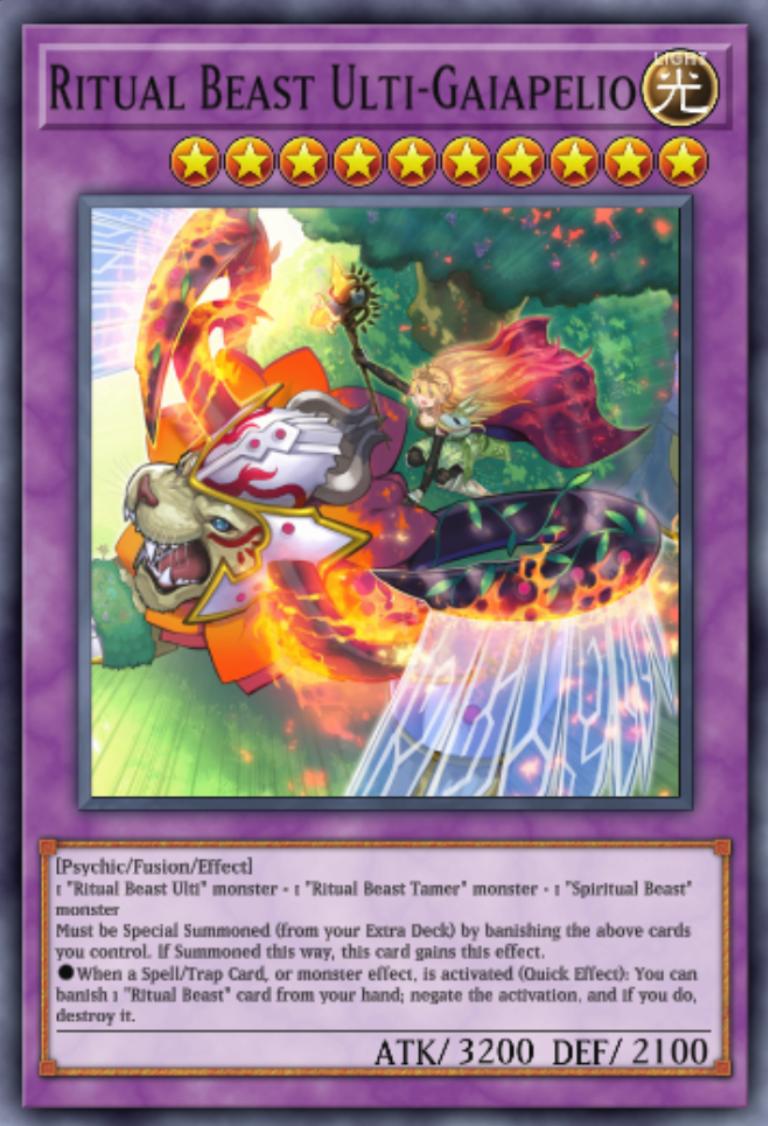 RITUAL BEAST ULTI-GAIAPELIO
LIGHT
光
[Psychic/Fusion/Effect]
1 "Ritual Beast Ulti" monster - 1 "Ritual Beast Tamer" monster - 1 "Spiritual Beast"
monster
Must be Special Summoned (from your Extra Deck) by banishing the above cards
you control. If Summoned this way, this card gains this effect.
●When a Spell/Trap Card, or monster effect, is activated (Quick Effect): You can
banish 1 "Ritual Beast" card from your hand; negate the activation, and if you do,
destroy it.
ATK/ 3200 DEF/ 2100